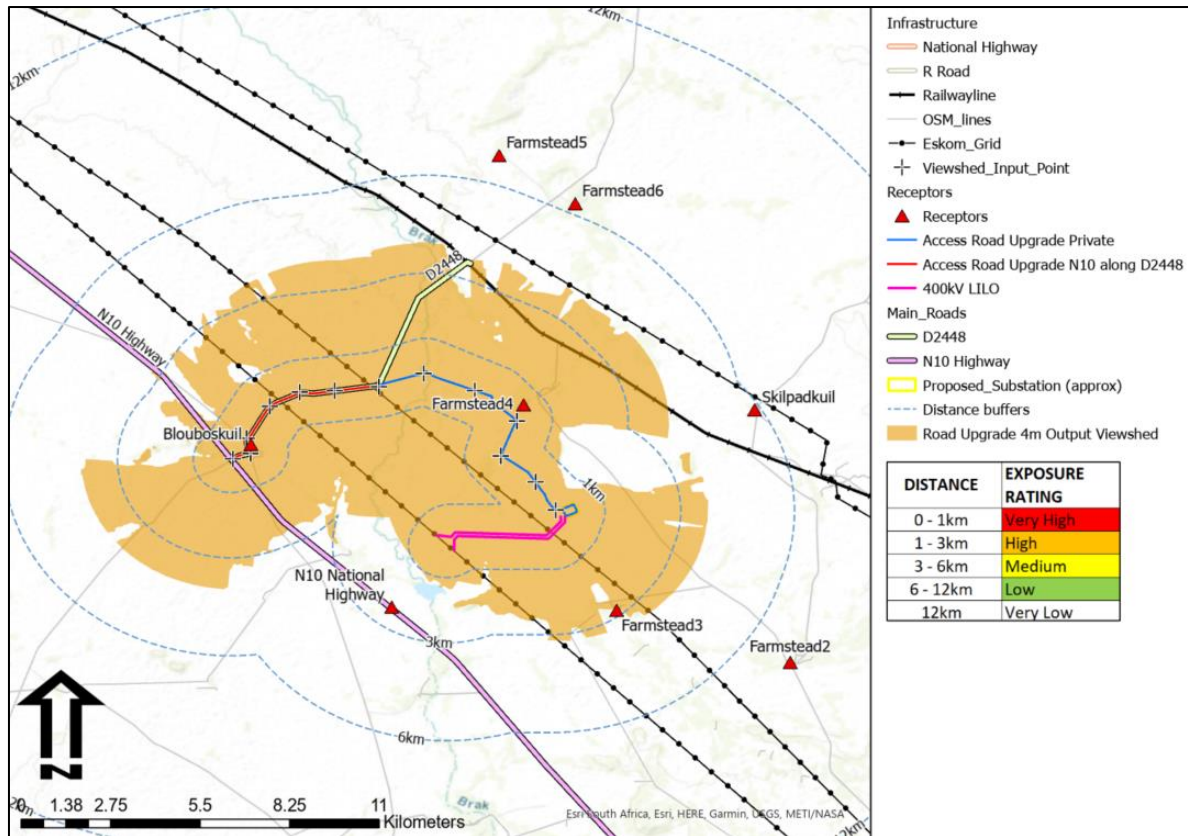 12km
12km
Farmstead5
Farmstead6
Brak
D2448
N10 Highway
Farmstead4
Skilpadkuil
Blouboskuil
1km
N10 National
Highway
Farmstead3
3km
Farmstead2
6km
N
Brak
12km
0 1.38 2.75 5.5 8.25 11
Kilometers
Esri South Africa, Esri, HERE, Garmin, USGS, METI/NASA
Infrastructure
National Highway
R Road
Railwayline
OSM_lines
Eskom_Grid
Viewshed_Input_Point
Receptors
Receptors
Access Road Upgrade Private
Access Road Upgrade N10 along D2448
400kV LILO
Main_Roads
D2448
N10 Highway
Proposed_Substation (approx)
Distance buffers
Road Upgrade 4m Output Viewshed
DISTANCE EXPOSURE RATING
0 - 1km Very High
1 - 3km High
3 - 6km Medium
6 - 12km Low
12km Very Low